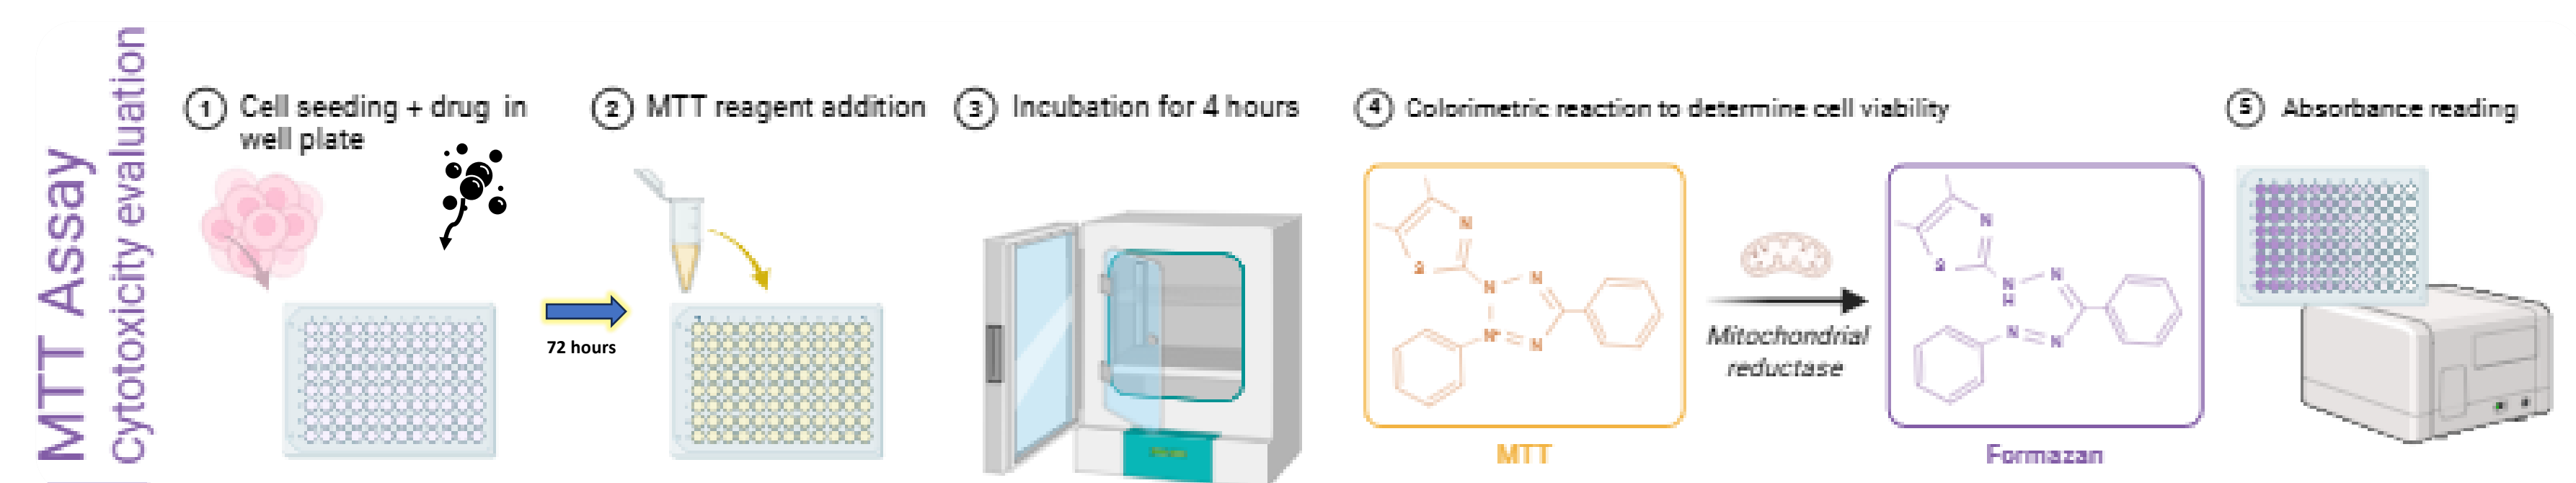 MTT Assay
Cytotoxicity evaluation
1 Cell seeding + drug in
well plate
72 hours
2 MTT reagent addition
3 Incubation for 4 hours
4 Colorimetric reaction to determine cell viability
S
N
N
N
N+
N
MTT
Mitochondrial
reductase
S
N
N
H
N
N
N
Formazan
5 Absorbance reading